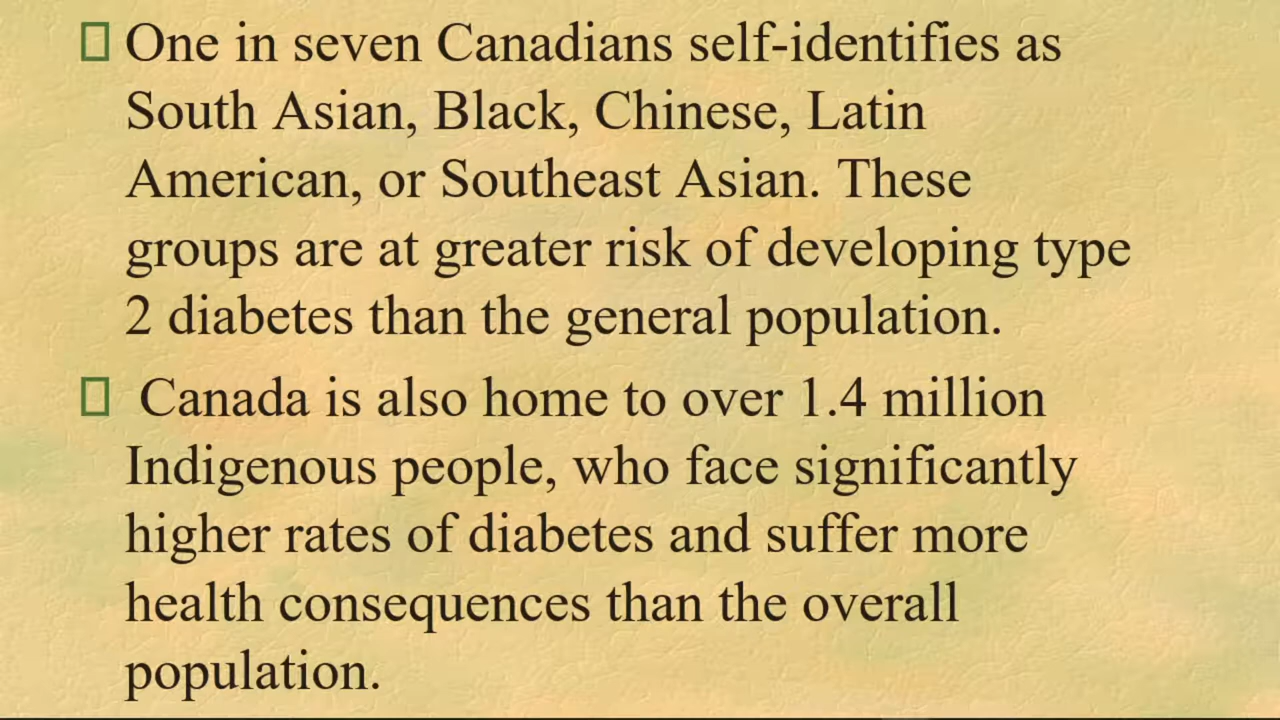 One in seven Canadians self-identifies as
South Asian, Black, Chinese, Latin
American, or Southeast Asian. These
groups are at greater risk of developing type
2 diabetes than the general population.
Canada is also home to over 1.4 million
Indigenous people, who face significantly
higher rates of diabetes and suffer more
health consequences than the overall
population.